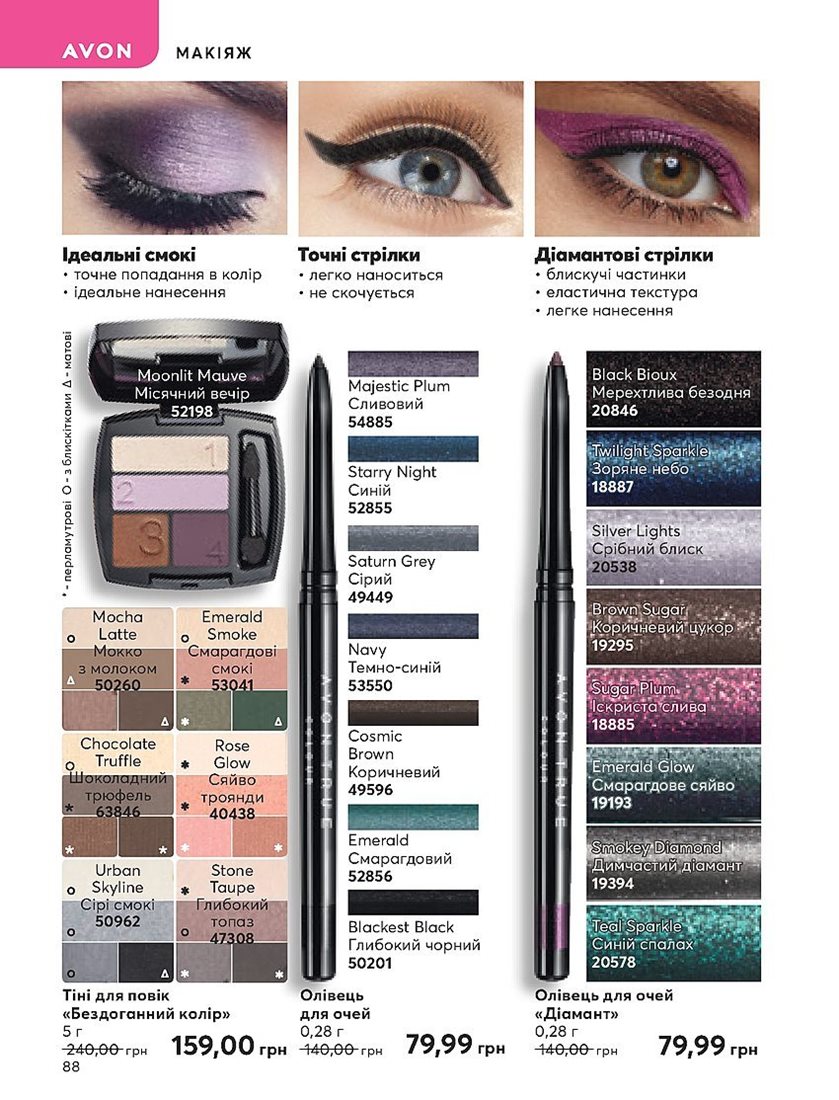 AVON
МАКІЯЖ
Ідеальні смокі
• точне попадання в колір
• ідеальне нанесення
Точні стрілки
• легко наноситься
• не скочується
Діамантові стрілки
• блискучі частинки
• еластична текстура
• легке нанесення
* - перламутрові О - з блискітками Δ - матові
Moonlit Mauve
Місячний вечір
52198
1
2
3
4
Mocha
Latte
Мокко
з молоком
50260
Emerald
Smoke
Смарагдові
смокі
53041
Chocolate
Truffle
Шоколадний
трюфель
63846
Rose
Glow
Сяйво
троянди
40438
Urban
Skyline
Сірі смокі
50962
Stone
Taupe
Глибокий
топаз
47308
Тіні для повік
«Бездоганний колір»
5 г
240,00 грн
159,00 грн
AVON TRUE
COLOUR
Majestic Plum
Сливовий
54885
Starry Night
Синій
52855
Saturn Grey
Сірий
49449
Navy
Темно-синій
53550
Cosmic
Brown
Коричневий
49596
Emerald
Смарагдовий
52856
Blackest Black
Глибокий чорний
50201
Олівець
для очей
0,28 г
140,00 грн
79,99 грн
AVON TRUE
COLOUR
Black Bioux
Мерехтлива безодня
20846
Twilight Sparkle
Зоряне небо
18887
Silver Lights
Срібний блиск
20538
Brown Sugar
Коричневий цукор
19295
Sugar Plum
Іскриста слива
18885
Emerald Glow
Смарагдове сяйво
19193
Smokey Diamond
Димчастий діамант
19394
Teal Sparkle
Синій спалах
20578
Олівець для очей
«Діамант»
0,28 г
140,00 грн
79,99 грн
88